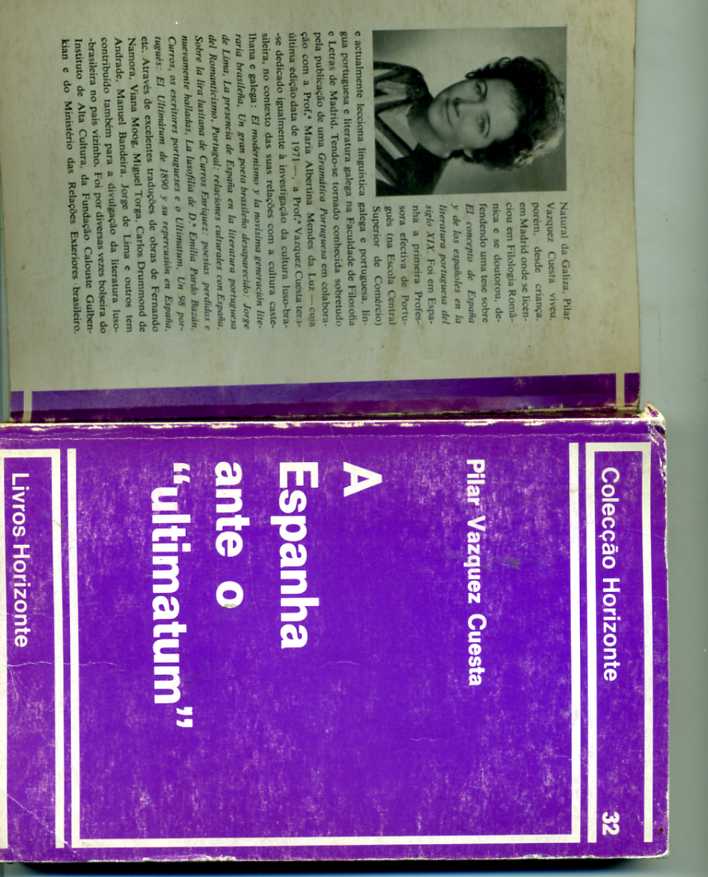 Natural da Galiza, Pilar
Vazquez Cuesta viveu,
porém, desde criança,
em Madrid onde se licen-
ciou em Filologia Romã-
nica e se doutorou, de-
fendendo uma tese sobre
El concepto de España
y de los españoles en la
literatura portuguesa del
siglo XIX. Foi em Espa-
nha a primeira Profes-
sora efectiva de Portu-
guês (na Escola Central
Superior de Comércio)
e actualmente lecciona linguística galega e portuguesa, lín-
gua portuguesa e literatura galega na Faculdade de Filosofia
e Letras de Madrid. Tendo-se tornado conhecida sobretudo
pela publicação de uma Gramática Portuguesa em colabora-
ção com a Prof.ª Maria Albertina Mendes da Luz — cuja
última edição data de 1971 —, a Prof.ª Vazquez Cuesta tem-
-se dedicado igualmente à investigação da cultura luso-bra-
sileira, no contexto das suas relações com a cultura caste-
lhana e galega: El modernismo y la novísima generación lite-
raria brasileña, Un gran poeta brasileño desaparecido: Jorge
de Lima, La presencia de España en la literatura portuguesa
del Romanticismo, Portugal: relaciones culturales con España,
Sobre la lira lusitana de Curros Enríquez: poesías perdidas e
nuevamente halladas, La lusofilia de D.ª Emilia Pardo Bazán,
Curros, os escritores portugueses e o Ultimatum, Un 98 por-
tugués: El Ultimátum de 1890 y su repercusión en España,
etc. Através de excelentes traduções de obras de Fernando
Namora, Viana Moog, Miguel Torga, Carlos Drummond de
Andrade, Manuel Bandeira, Jorge de Lima e outros tem
contribuído também para a divulgação da literatura luso-
-brasileira no país vizinho. Foi por diversas vezes bolseira do
Instituto de Alta Cultura, da Fundação Calouste Gulben-
kian e do Ministério das Relações Exteriores brasileiro.
Colecção Horizonte 32
Pilar Vazquez Cuesta
A
Espanha
ante o
“ultimatum”
Livros Horizonte